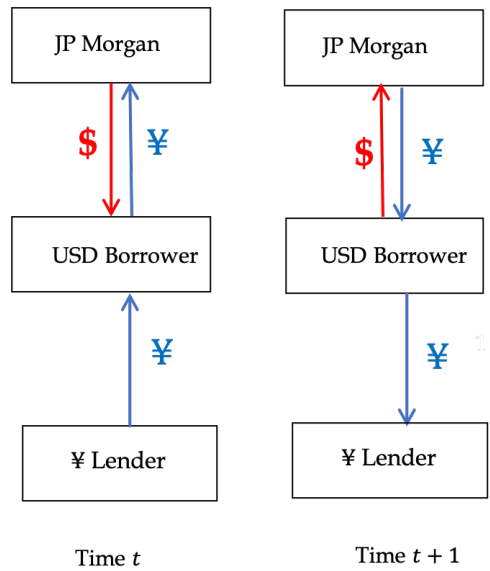 JP Morgan
$ ¥
USD Borrower
¥
¥ Lender
Time t
JP Morgan
$ ¥
USD Borrower
¥
¥ Lender
Time t + 1